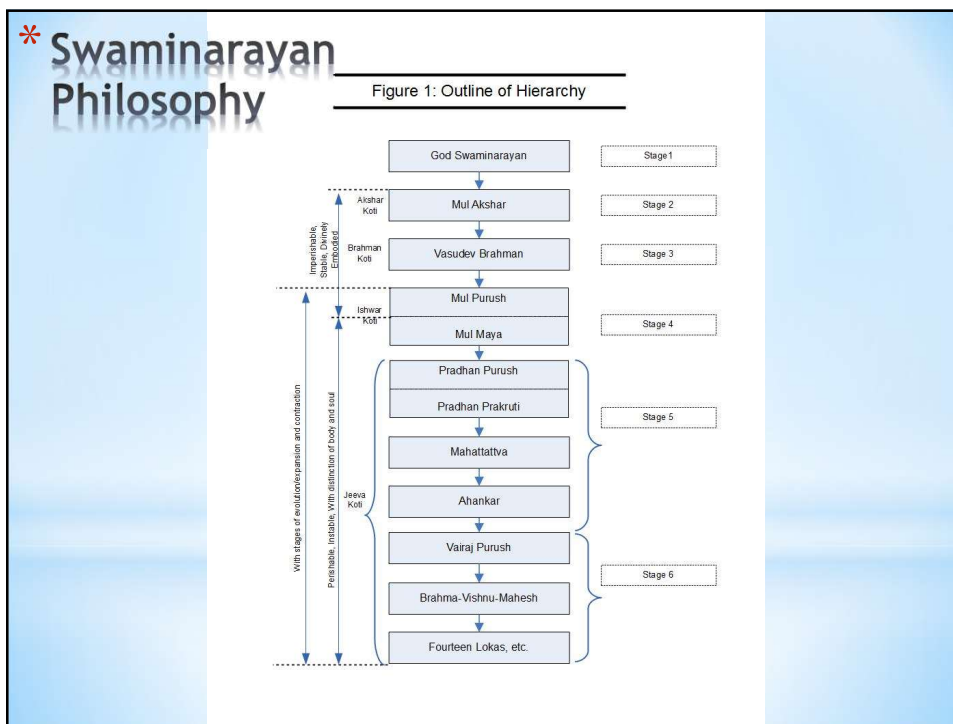 * Swaminarayan
Philosophy
Figure 1: Outline of Hierarchy
God Swaminarayan
Stage1
Akshar
Koti
Mul Akshar
Stage 2
Imperishable,
Stable, Divinely
Embodied
Brahman
Koti
Vasudev Brahman
Stage 3
Mul Purush
Ishwar
Koti
Mul Maya
Stage 4
Pradhan Purush
Pradhan Prakruti
Stage 5
Mahattattva
With stages of evolution/expansion and contraction
Perishable, Instable, With distinction of body and soul
Jeeva
Koti
Ahankar
Vairaj Purush
Stage 6
Brahma-Vishnu-Mahesh
Fourteen Lokas, etc.